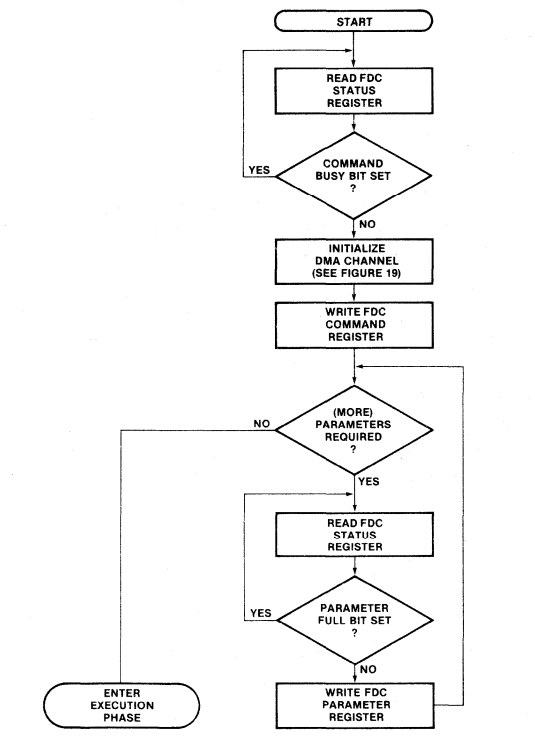 START
READ FDC
STATUS
REGISTER
COMMAND
BUSY BIT SET
?
YES
NO
INITIALIZE
DMA CHANNEL
(SEE FIGURE 19)
WRITE FDC
COMMAND
REGISTER
(MORE)
PARAMETERS
REQUIRED
?
NO
YES
READ FDC
STATUS
REGISTER
PARAMETER
FULL BIT SET
?
YES
NO
ENTER
EXECUTION
PHASE
WRITE FDC
PARAMETER
REGISTER